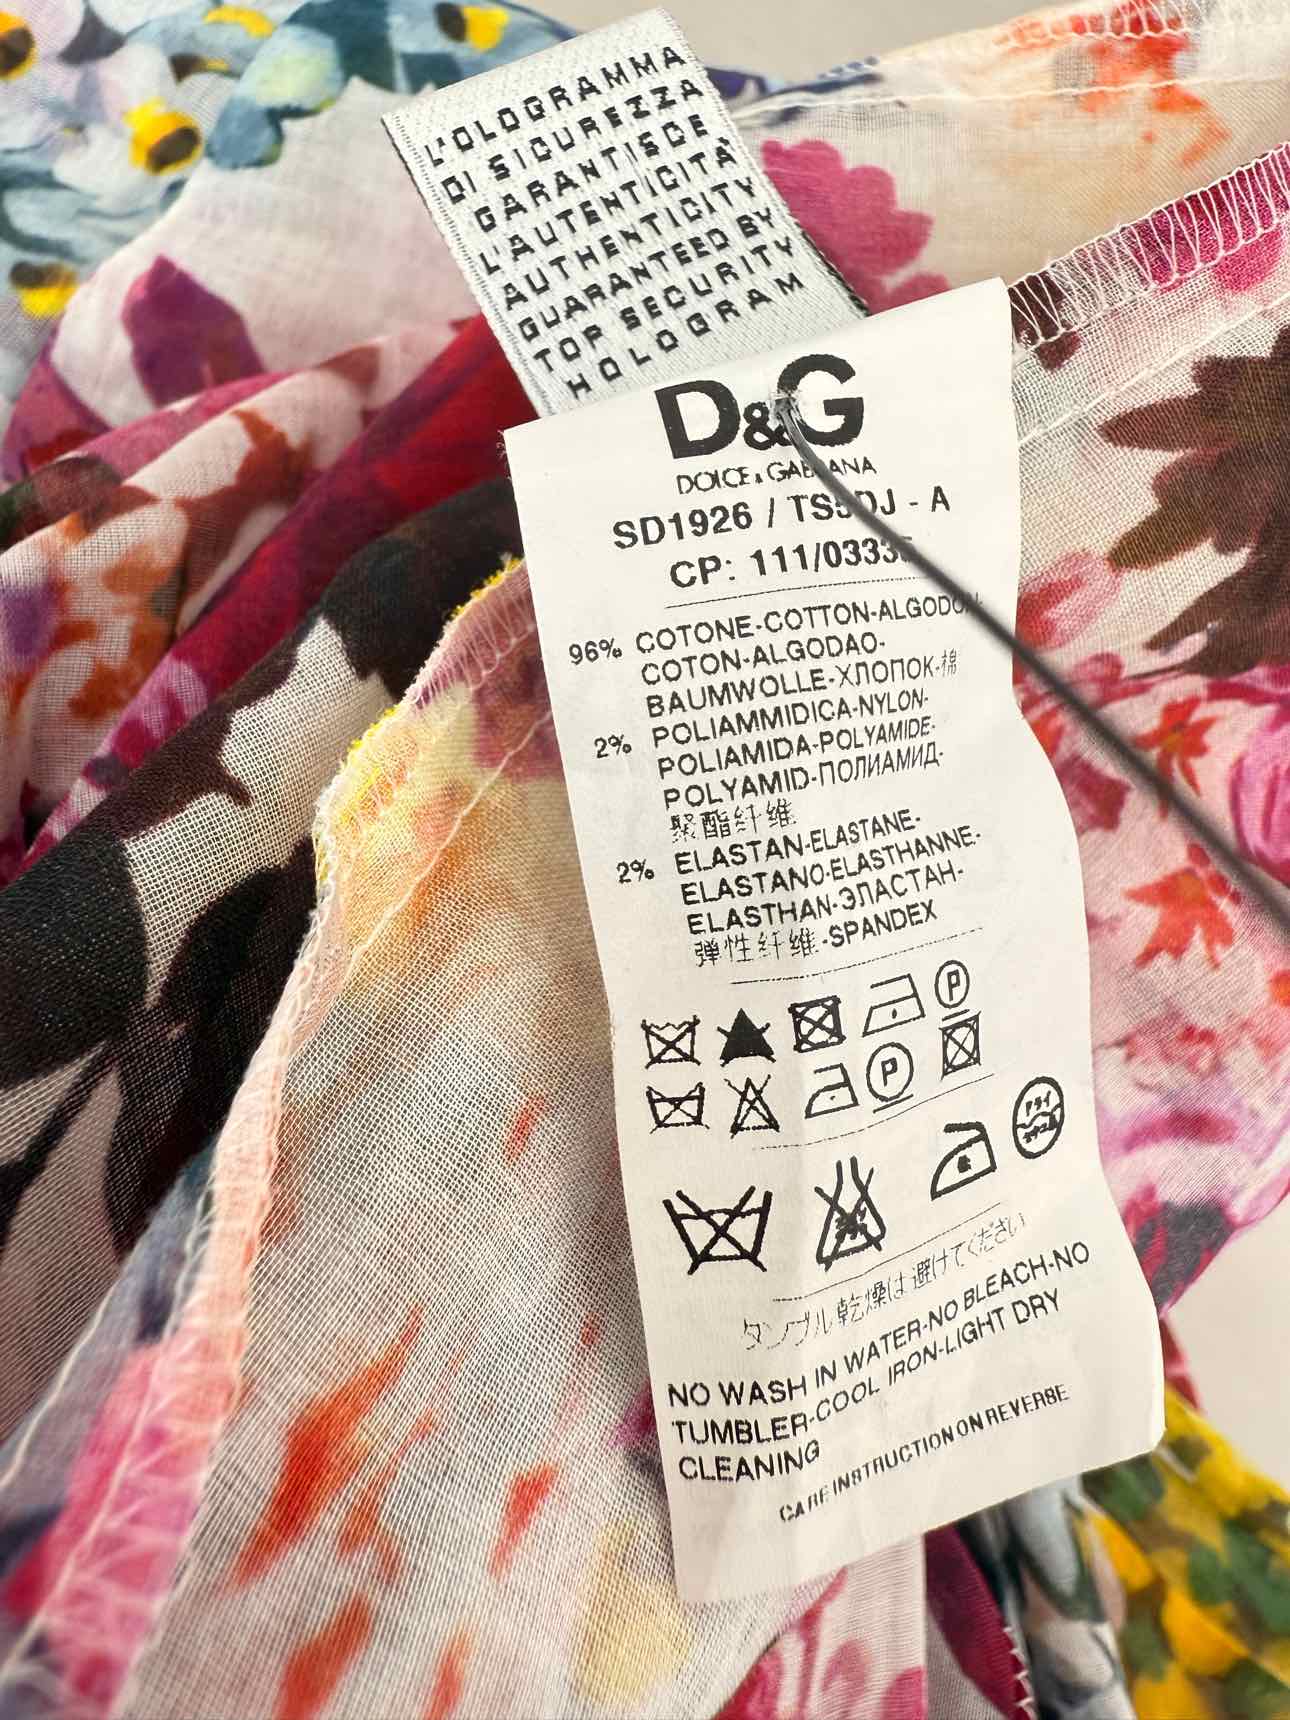 L'OLOGRAMMA
DI SICUREZZA
GARANTISCE
L'AUTENTICITÀ
AUTHENTICITY
GUARANTEED BY
TOP SECURITY
HOLOGRAM
D&G
DOLCE & GABBANA
SD1926 / TS5DJ - A
CP: 111/03335
96% COTONE-COTTON-ALGODON-
COTON-ALGODAO-
BAUMWOLLE-ХЛОПОК-棉
2% POLIAMMIDICA-NYLON-
POLIAMIDA-POLYAMIDE-
POLYAMID-ПОЛИАМИД-
聚酯纤维
2% ELASTAN-ELASTANE-
ELASTANO-ELASTHANNE-
ELASTHAN-ЭЛАСТАН-
弹性纤维-SPANDEX
P
P
ドライ
タンブル乾燥は避けてください
NO WASH IN WATER-NO BLEACH-NO
TUMBLER-COOL IRON-LIGHT DRY
CLEANING
CARE INSTRUCTION ON REVERSE